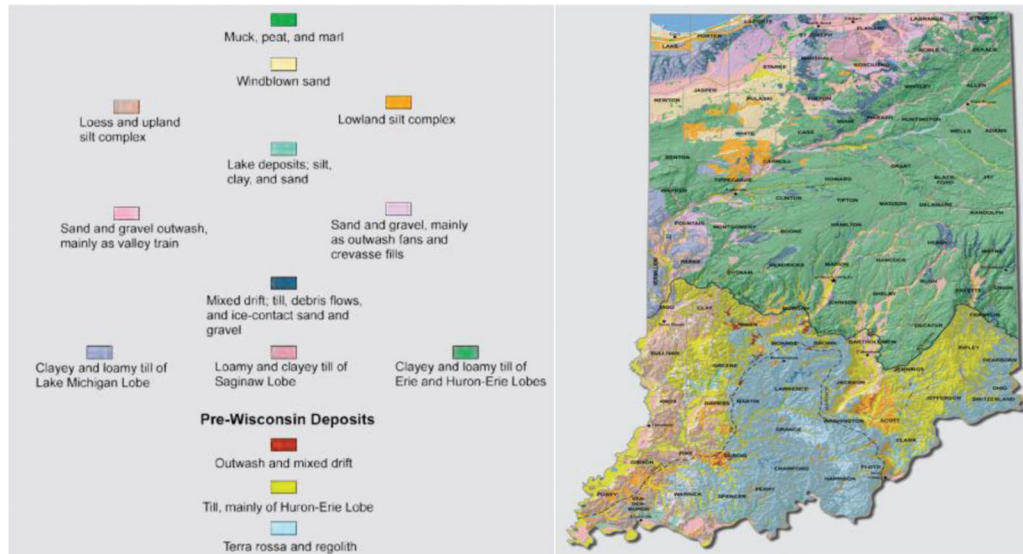 Muck, peat, and marl
Windblown sand
Loess and upland
silt complex
Lowland silt complex
Lake deposits; silt,
clay, and sand
Sand and gravel outwash,
mainly as valley train
Sand and gravel, mainly
as outwash fans and
crevasse fills
Mixed drift; till, debris flows,
and ice-contact sand and
gravel
Clayey and loamy till of
Lake Michigan Lobe
Loamy and clayey till of
Saginaw Lobe
Clayey and loamy till of
Erie and Huron-Erie Lobes
Pre-Wisconsin Deposits
Outwash and mixed drift
Till, mainly of Huron-Erie Lobe
Terra rossa and regolith
LAKE
PORTER
LAPORTE
ST JOSEPH
ELKHART
LAGRANGE
STARKE
MARSHALL
KOSCIUSKO
NOBLE
DEKALB
NEWTON
JASPER
PULASKI
FULTON
WHITLEY
ALLEN
WHITE
CASS
MIAMI
WABASH
HUNTINGTON
WELLS
ADAMS
BENTON
CARROLL
GRANT
BLACK-
FORD
JAY
WARREN
TIPPECANOE
HOWARD
CLINTON
TIPTON
MADISON
DELAWARE
RANDOLPH
FOUNTAIN
MONTGOMERY
BOONE
HAMILTON
HENRY
WAYNE
PARKE
PUTNAM
HENDRICKS
MARION
HANCOCK
RUSH
FAYETTE
UNION
VIGO
CLAY
OWEN
MORGAN
JOHNSON
SHELBY
DECATUR
FRANKLIN
SULLIVAN
GREENE
MONROE
BROWN
BARTHOLOMEW
JENNINGS
RIPLEY
DEARBORN
OHIO
SWITZERLAND
KNOX
DAVIESS
MARTIN
LAWRENCE
JACKSON
JEFFERSON
WASHINGTON
SCOTT
CLARK
ORANGE
GIBSON
PIKE
DUBOIS
CRAWFORD
FLOYD
HARRISON
POSEY
VAN-
DER-
BURGH
WARRICK
SPENCER
PERRY